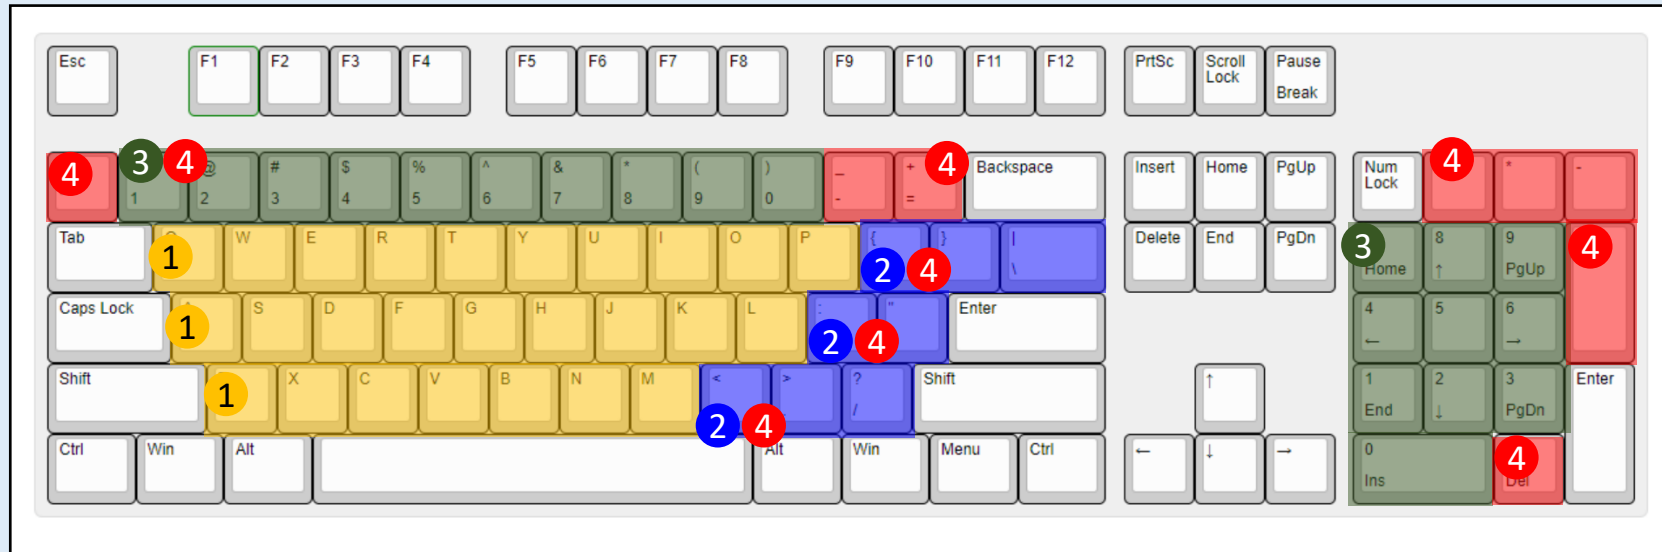 Esc F1 F2 F3 F4 F5 F6 F7 F8 F9 F10 F11 F12 PrtSc Scroll Lock Pause Break
4 3 4 @ # $ % ^ & * ( ) _ + 4 Backspace Insert Home PgUp Num Lock 4 * -
1 2 3 4 5 6 7 8 9 0 - =
Tab 1 W E R T Y U I O P { } | Delete End PgDn 3 8 9 4
2 4 \ Home ↑ PgUp
Caps Lock 1 S D F G H J K L : " Enter 4 5 6
2 4 ← →
Shift 1 X C V B N M < > ? Shift ↑ 1 2 3 Enter
2 4 / End ↓ PgDn
Ctrl Win Alt Alt Win Menu Ctrl ← ↓ → 0 4
Ins Del